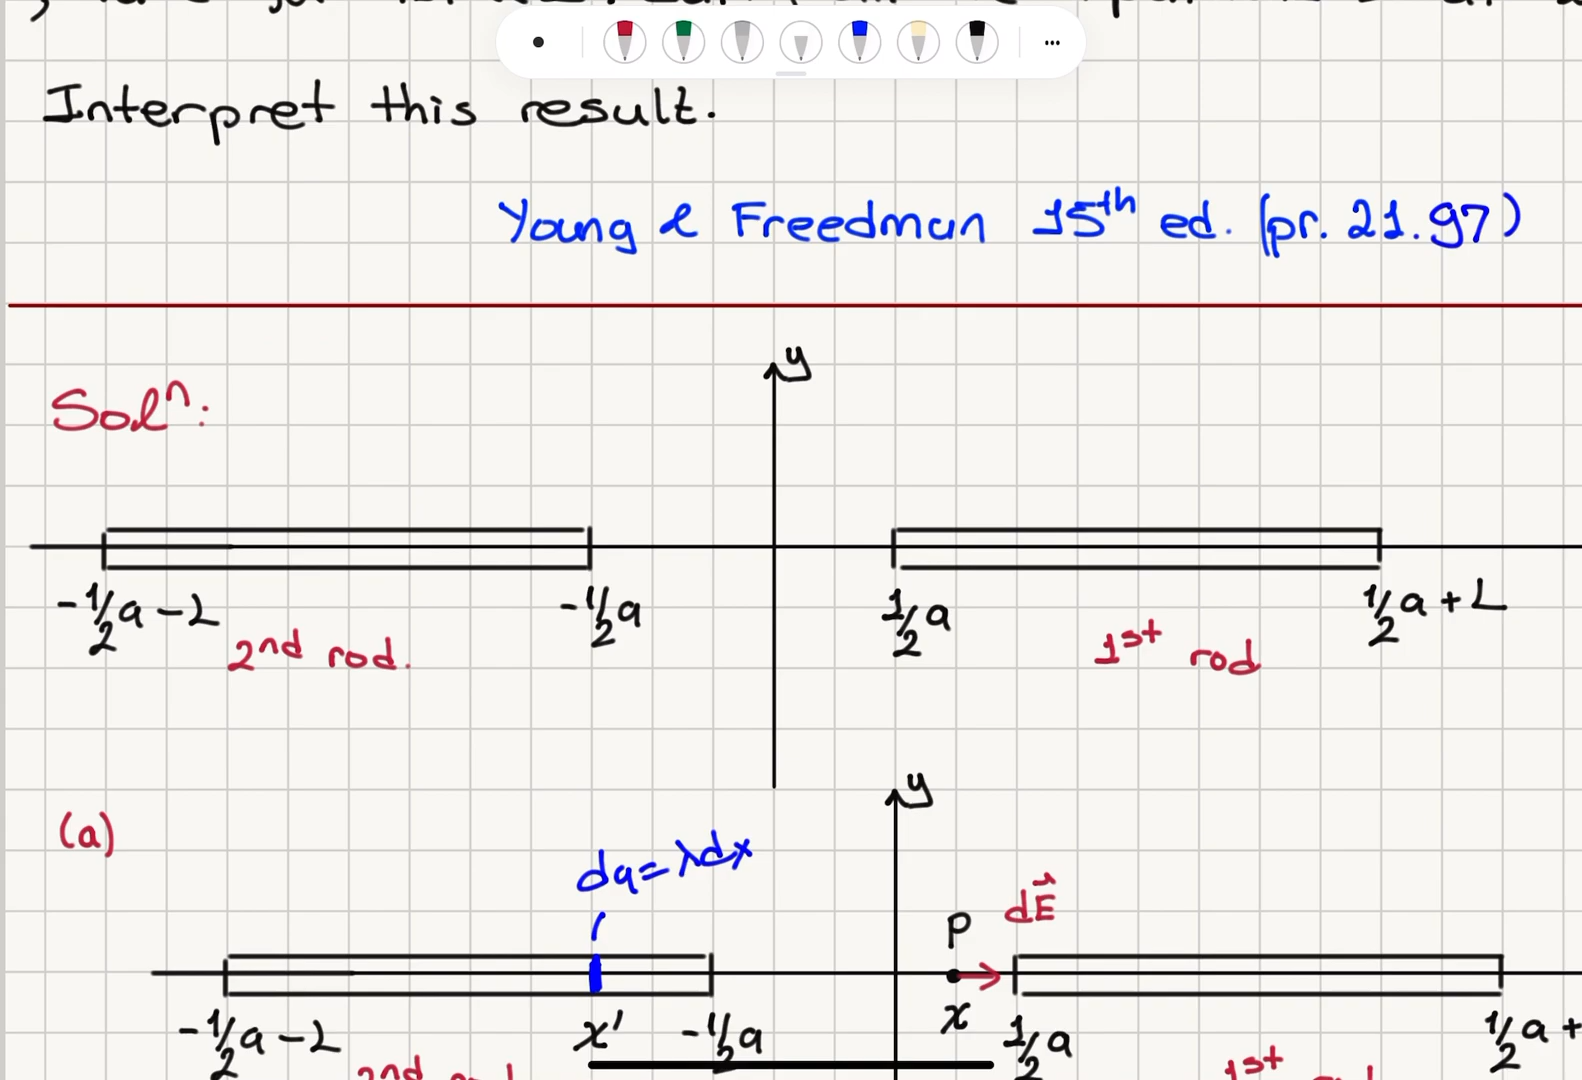 Interpret this result.
Young & Freedman 15th ed. (pr. 21.97)
y
Solⁿ:
-1/2a-L
-1/2a
1/2a
1/2a+L
2nd rod.
1st rod
y
(a)
dq=λdx
P
dE⃗
-1/2a-L
x'
-1/2a
x
1/2a
1/2a+
1st